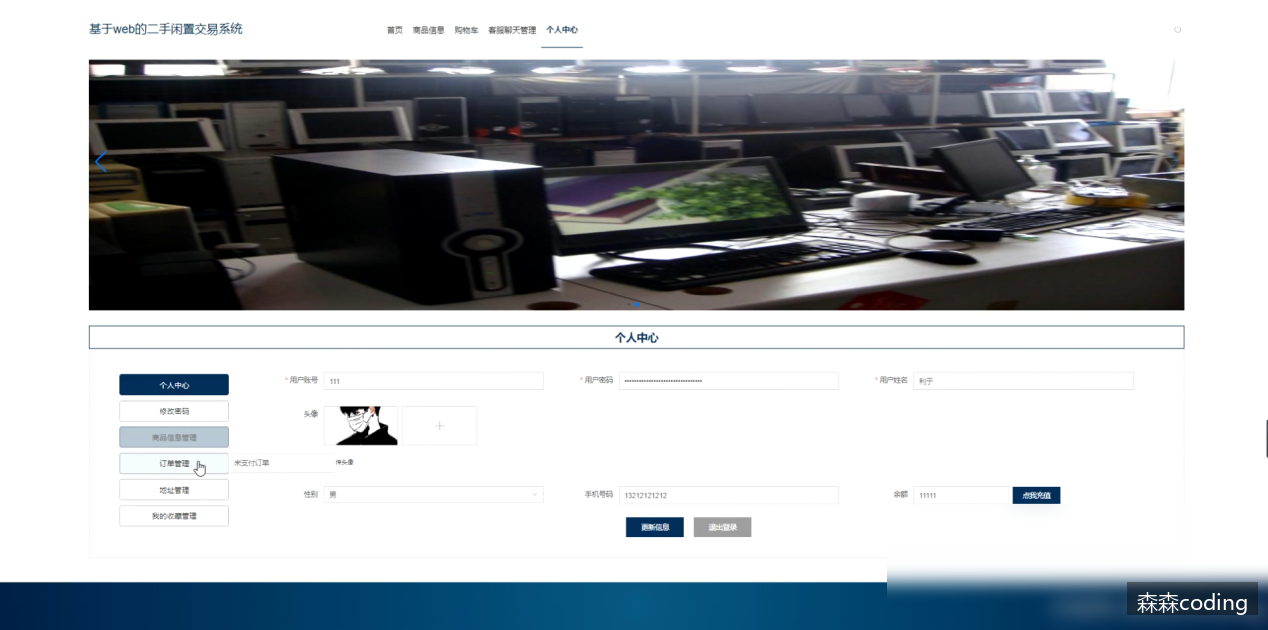 基于web的二手闲置交易系统
首页 商品信息 购物车 客服聊天管理 个人中心
个人中心
个人中心
修改密码
商品信息管理
订单管理
地址管理
我的收藏管理
未支付订单
* 用户账号 111
* 用户密码
* 用户姓名 利于
头像
传头像
性别 男
手机号码 13212121212
余额 11111 点我充值
更新信息 退出登录
森森coding